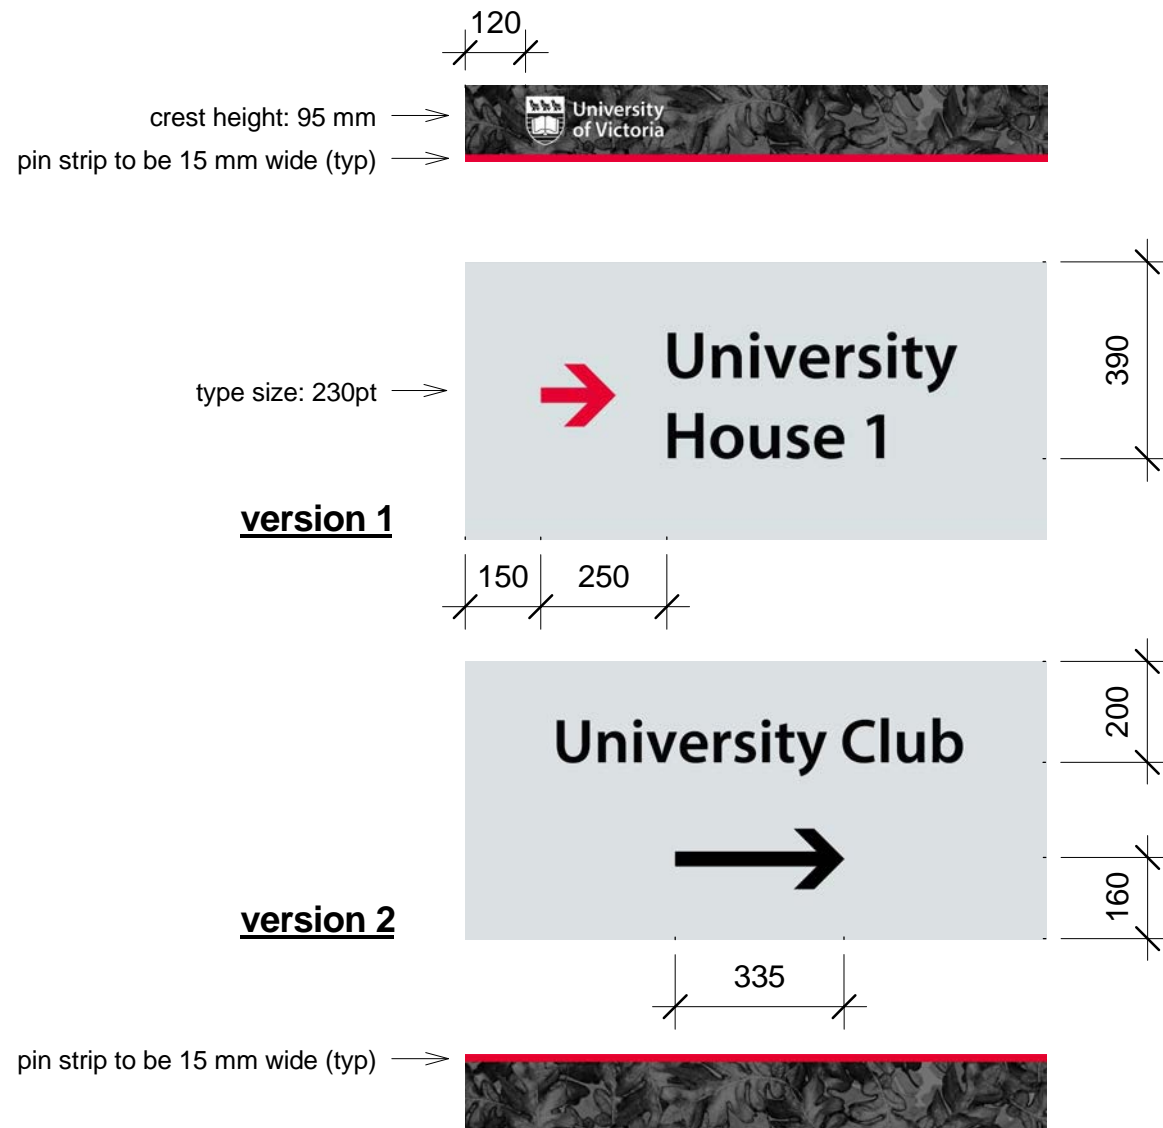 120
crest height: 95 mm
University
of Victoria
pin strip to be 15 mm wide (typ)
390
type size: 230pt
University
House 1
version 1
150
250
200
University Club
160
version 2
335
pin strip to be 15 mm wide (typ)